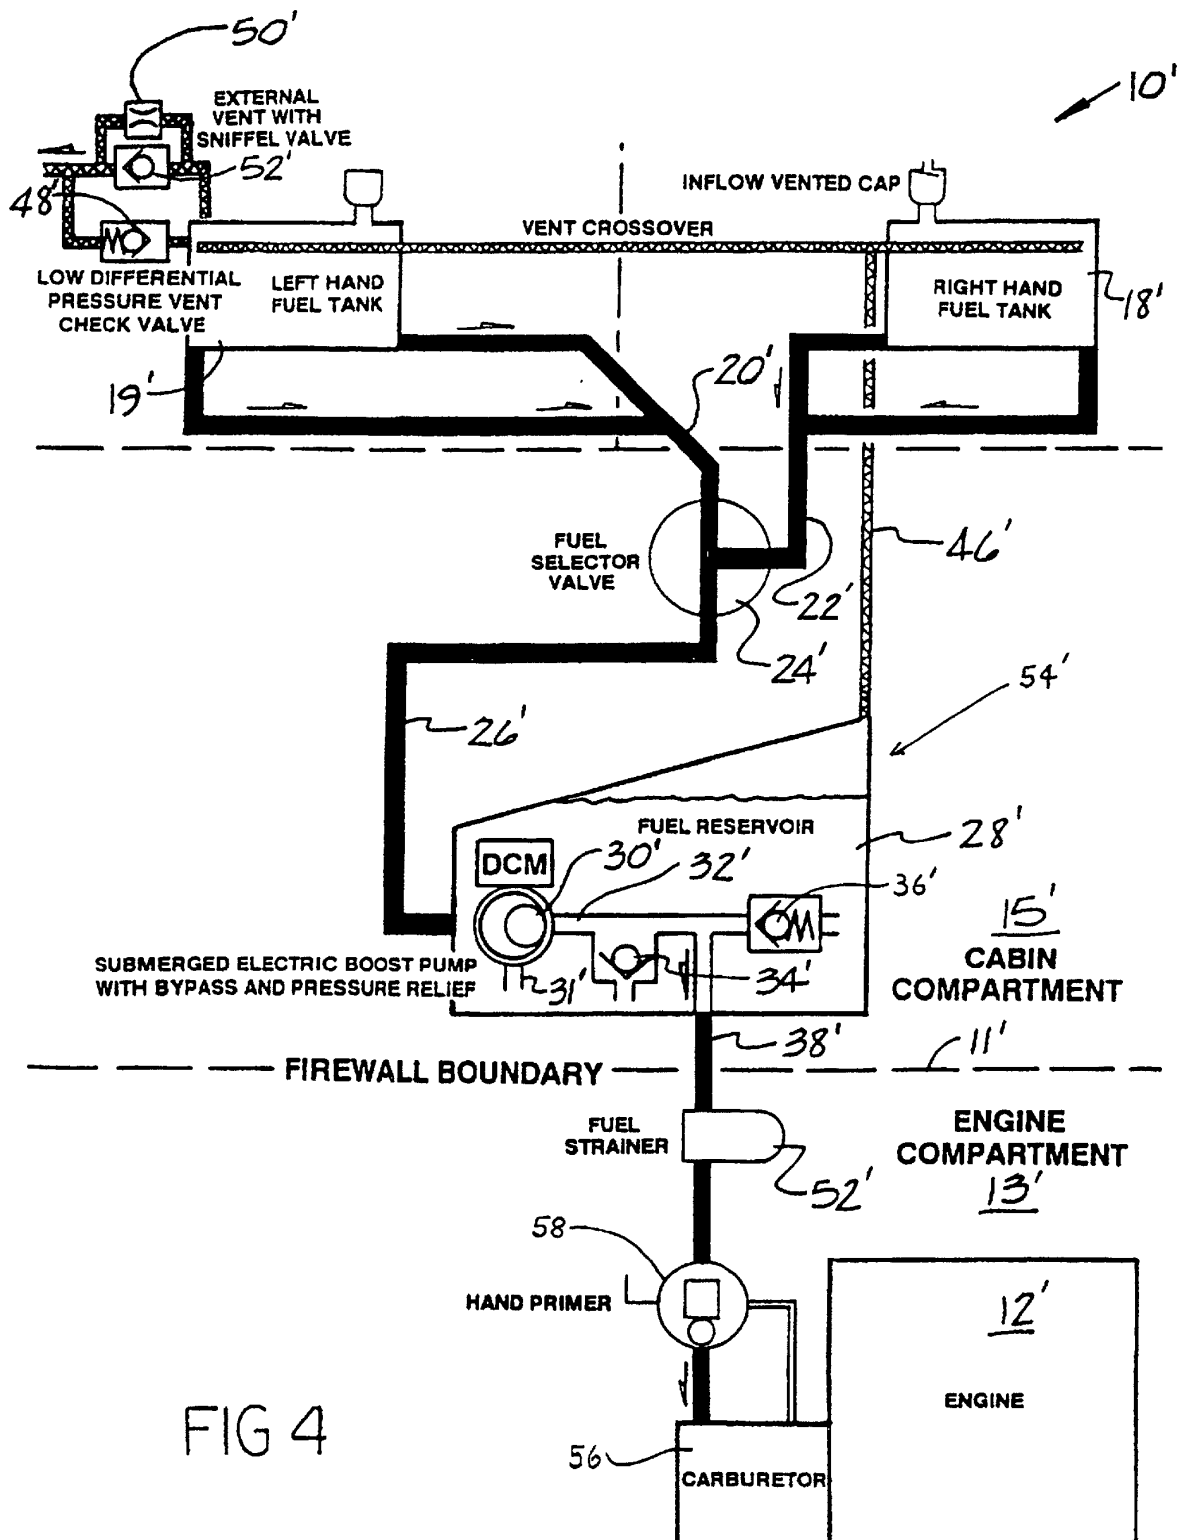 50'
10'
EXTERNAL
VENT WITH
SNIFFEL VALVE
52'
48'
INFLOW VENTED CAP
VENT CROSSOVER
LOW DIFFERENTIAL
PRESSURE VENT
CHECK VALVE
LEFT HAND
FUEL TANK
RIGHT HAND
FUEL TANK
18'
19'
20'
FUEL
SELECTOR
VALVE
46'
22'
24'
54'
26'
FUEL RESERVOIR
28'
DCM
30'
32'
36'
15'
CABIN
COMPARTMENT
SUBMERGED ELECTRIC BOOST PUMP
WITH BYPASS AND PRESSURE RELIEF
31'
34'
38'
11'
FIREWALL BOUNDARY
FUEL
STRAINER
ENGINE
COMPARTMENT
13'
52'
58
HAND PRIMER
12'
ENGINE
FIG 4
56
CARBURETOR